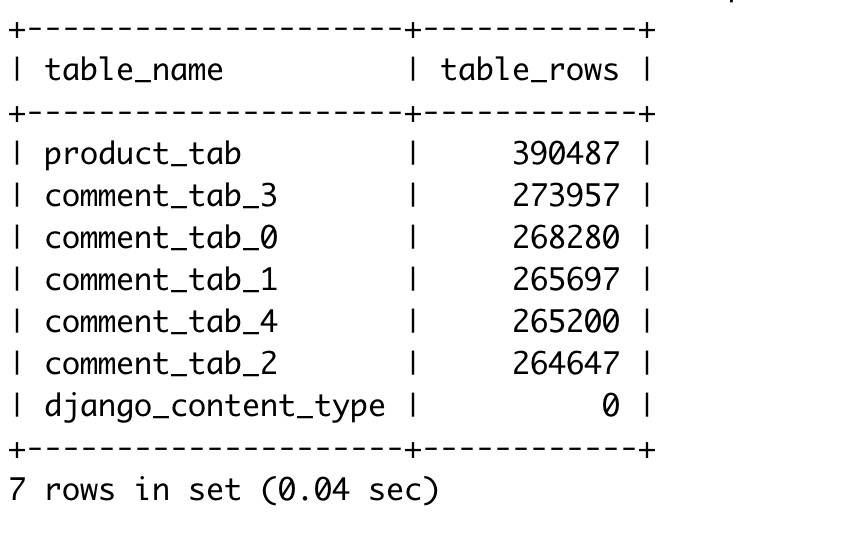 +----------------------+------------+
| table_name           | table_rows |
+----------------------+------------+
| product_tab          |     390487 |
| comment_tab_3        |     273957 |
| comment_tab_0        |     268280 |
| comment_tab_1        |     265697 |
| comment_tab_4        |     265200 |
| comment_tab_2        |     264647 |
| django_content_type |          0 |
+----------------------+------------+
7 rows in set (0.04 sec)